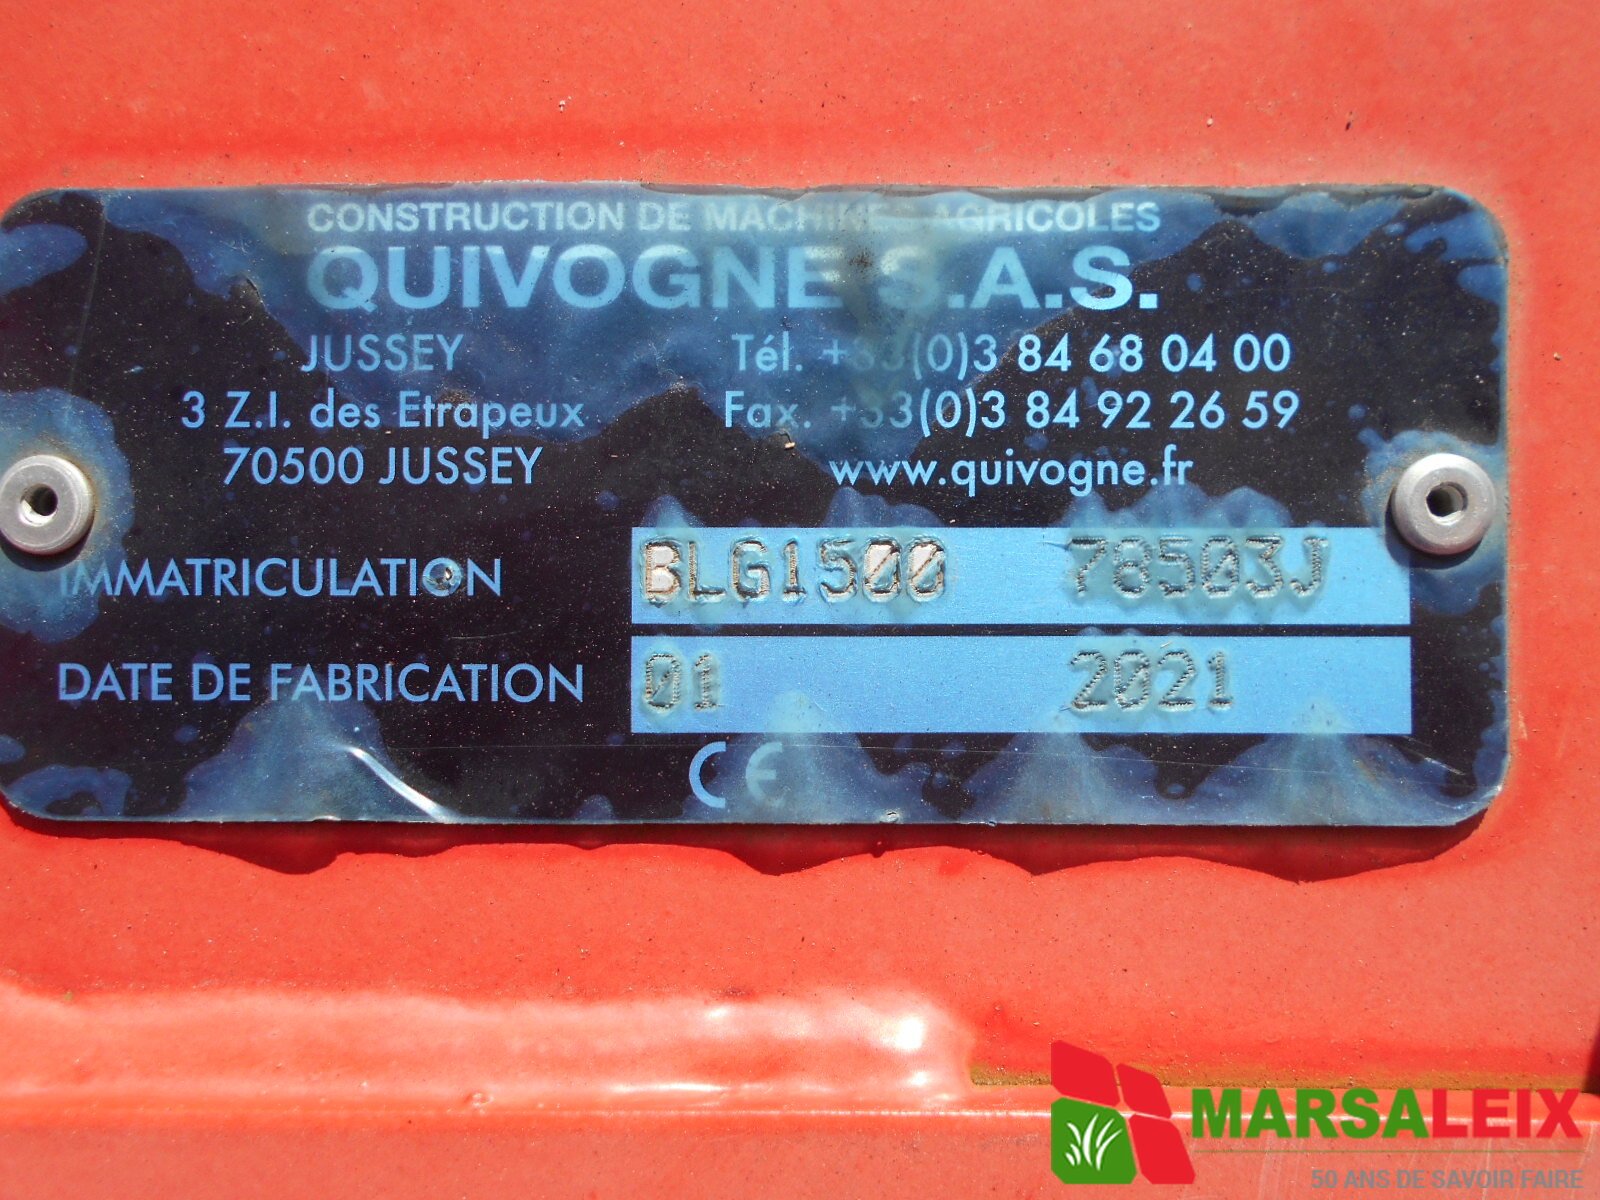 CONSTRUCTION DE MACHINES AGRICOLES
QUIVOGNE S.A.S.
JUSSEY Tél. +33(0)3 84 68 04 00
3 Z.I. des Etrapeux Fax. +33(0)3 84 92 26 59
70500 JUSSEY www.quivogne.fr
IMMATRICULATION BLG1500 78503J
DATE DE FABRICATION 01 2021
CE
MARSALEIX
50 ANS DE SAVOIR FAIRE